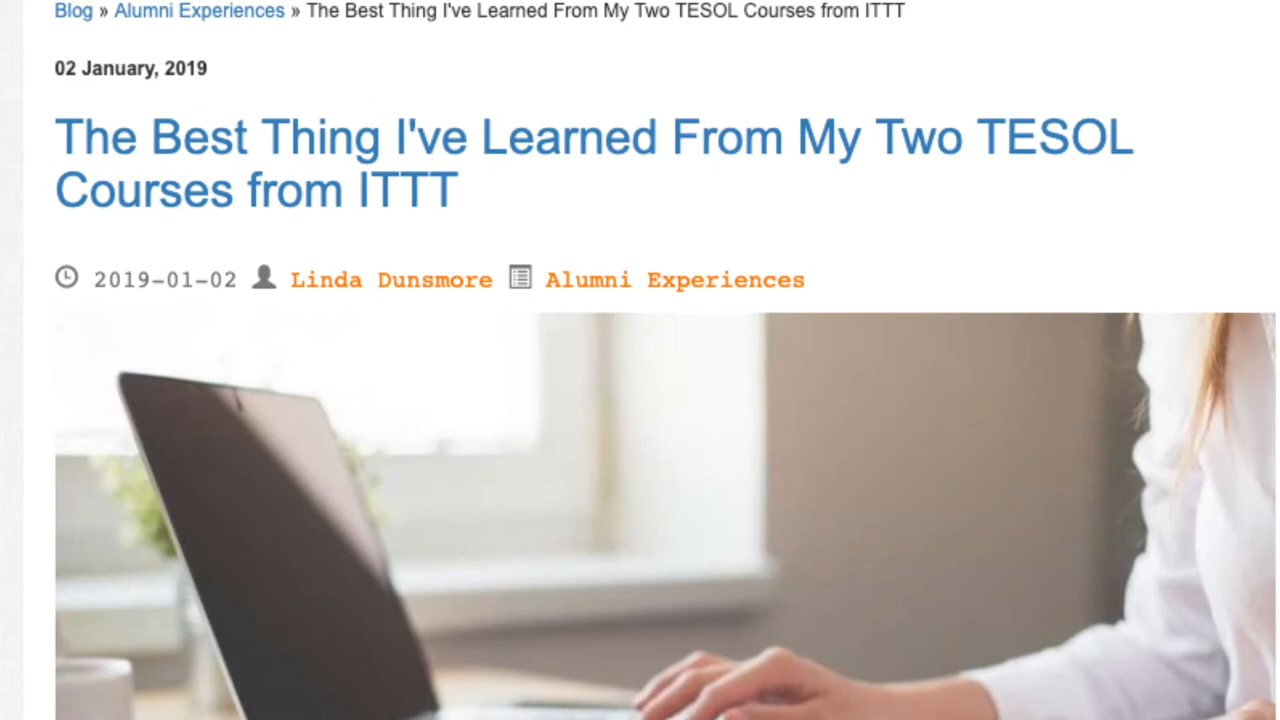 Blog » Alumni Experiences » The Best Thing I've Learned From My Two TESOL Courses from ITTT
02 January, 2019
The Best Thing I've Learned From My Two TESOL
Courses from ITTT
2019-01-02 Linda Dunsmore Alumni Experiences